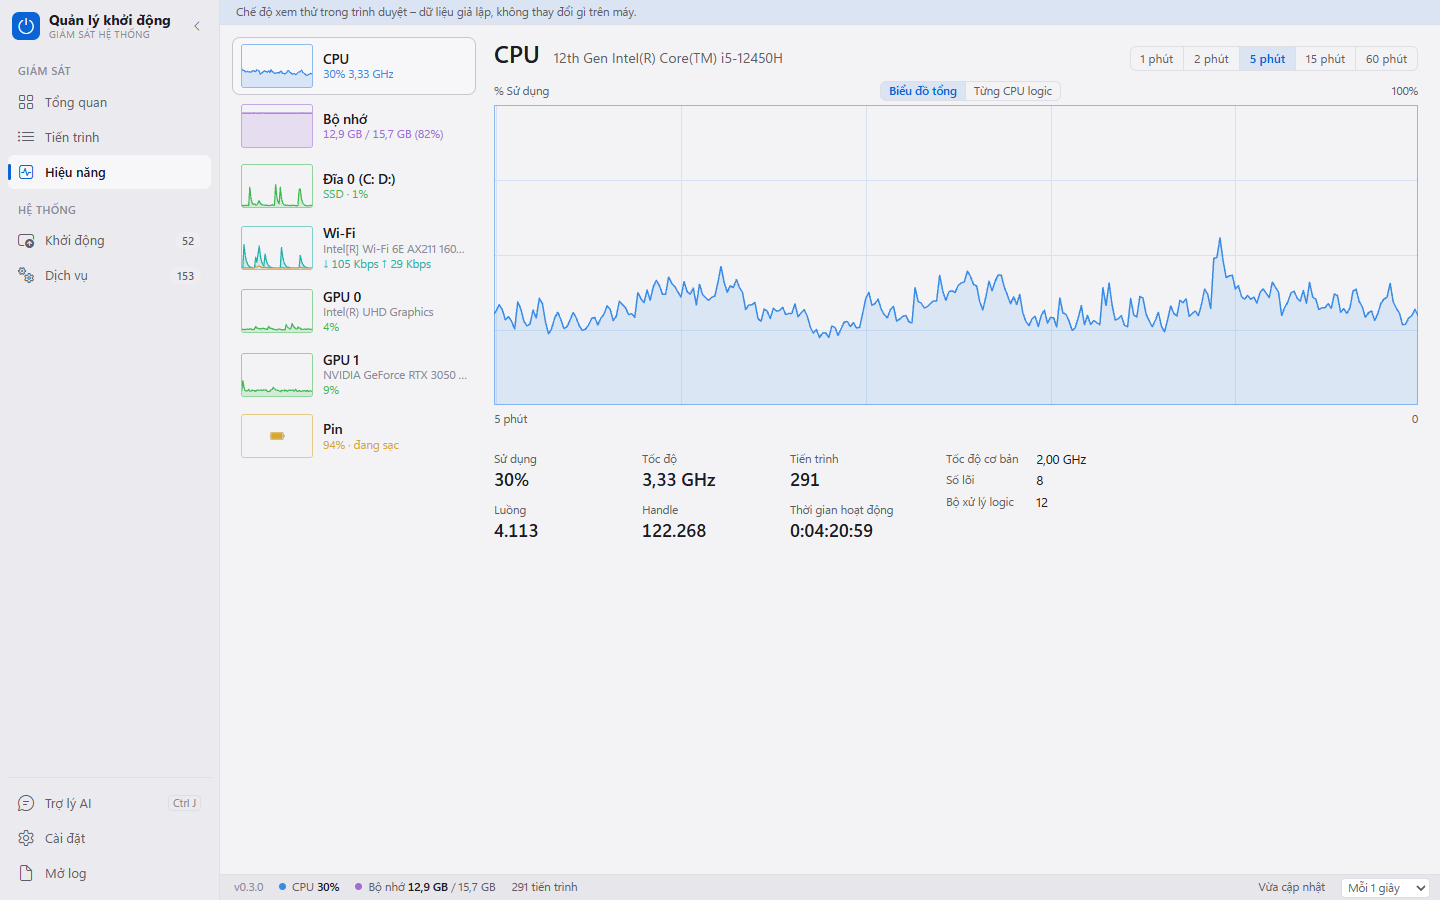 Quản lý khởi động
GIÁM SÁT HỆ THỐNG
GIÁM SÁT
Tổng quan
Tiến trình
Hiệu năng
HỆ THỐNG
Khởi động 52
Dịch vụ 153
Trợ lý AI Ctrl J
Cài đặt
Mở log
Chế độ xem thử trong trình duyệt – dữ liệu giả lập, không thay đổi gì trên máy.
CPU
30% 3,33 GHz
Bộ nhớ
12,9 GB / 15,7 GB (82%)
Đĩa 0 (C: D:)
SSD · 1%
Wi-Fi
Intel[R] Wi-Fi 6E AX211 160...
↓ 105 Kbps ↑ 29 Kbps
GPU 0
Intel(R) UHD Graphics
4%
GPU 1
NVIDIA GeForce RTX 3050 ...
9%
Pin
94% · đang sạc
CPU 12th Gen Intel(R) Core(TM) i5-12450H
1 phút 2 phút 5 phút 15 phút 60 phút
% Sử dụng Biểu đồ tổng Từng CPU logic 100%
5 phút 0
Sử dụng Tốc độ Tiến trình
30% 3,33 GHz 291
Luồng Handle Thời gian hoạt động
4.113 122.268 0:04:20:59
Tốc độ cơ bản 2,00 GHz
Số lõi 8
Bộ xử lý logic 12
v0.3.0 CPU 30% Bộ nhớ 12,9 GB / 15,7 GB 291 tiến trình Vừa cập nhật Mỗi 1 giây